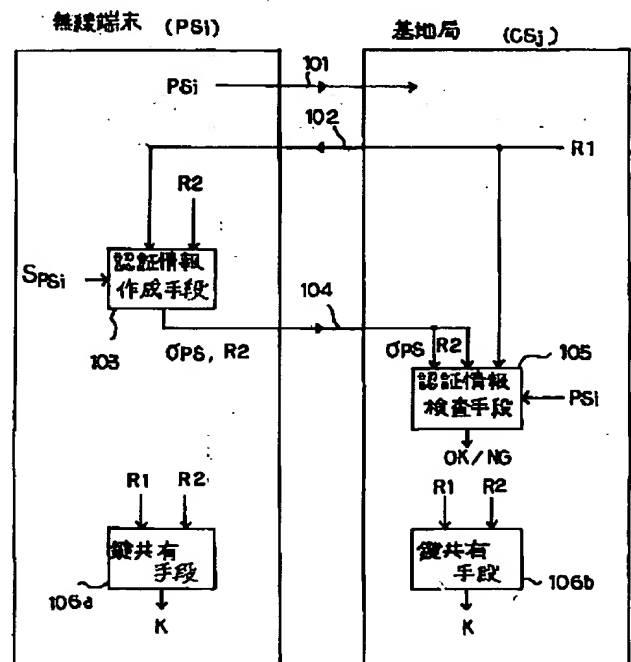 無線端末 (PSi)
基地局 (CSj)
101
PSi
102
R1
R2
SPSi
認証情報
作成手段
103
104
σPS, R2
σPS
R2
105
認証情報
検査手段
PSi
OK/NG
R1
R2
鍵共有
手段
106a
K
R1
R2
鍵共有
手段
106b
K